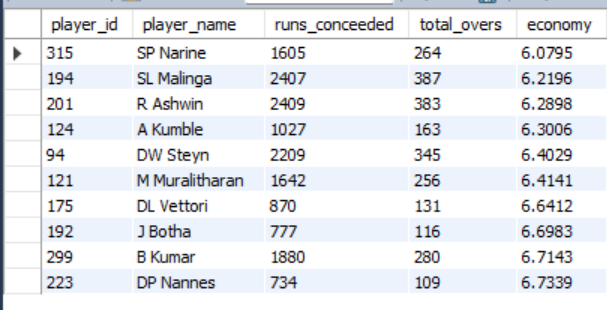 player_id player_name runs_conceeded total_overs economy
315 SP Narine 1605 264 6.0795
194 SL Malinga 2407 387 6.2196
201 R Ashwin 2409 383 6.2898
124 A Kumble 1027 163 6.3006
94 DW Steyn 2209 345 6.4029
121 M Muralitharan 1642 256 6.4141
175 DL Vettori 870 131 6.6412
192 J Botha 777 116 6.6983
299 B Kumar 1880 280 6.7143
223 DP Nannes 734 109 6.7339